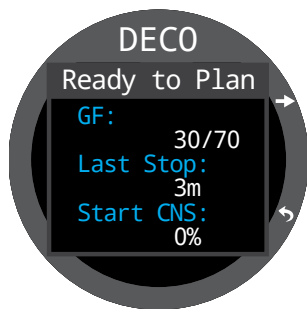 DECO
Ready to Plan
GF:
30/70
Last Stop:
3m
Start CNS:
0%